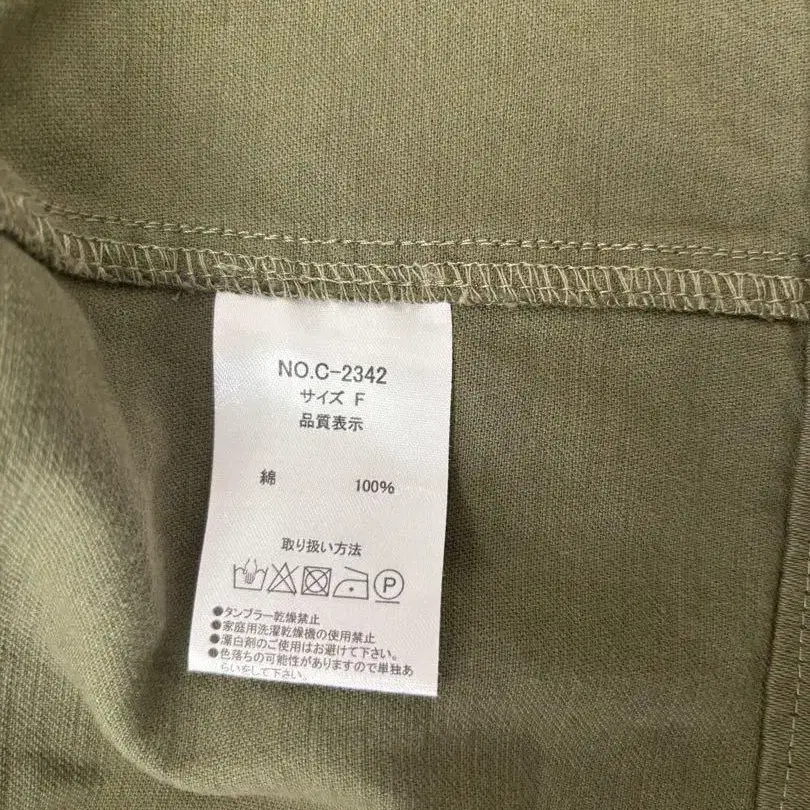 NO.C-2342
サイズ F
品質表示
綿 100%
取り扱い方法
P
●タンブラー乾燥禁止
●家庭用洗濯乾燥機の使用禁止
●漂白剤のご使用はお避けて下さい。
●色落ちの可能性がありますので単独あ
らいをして下さい。